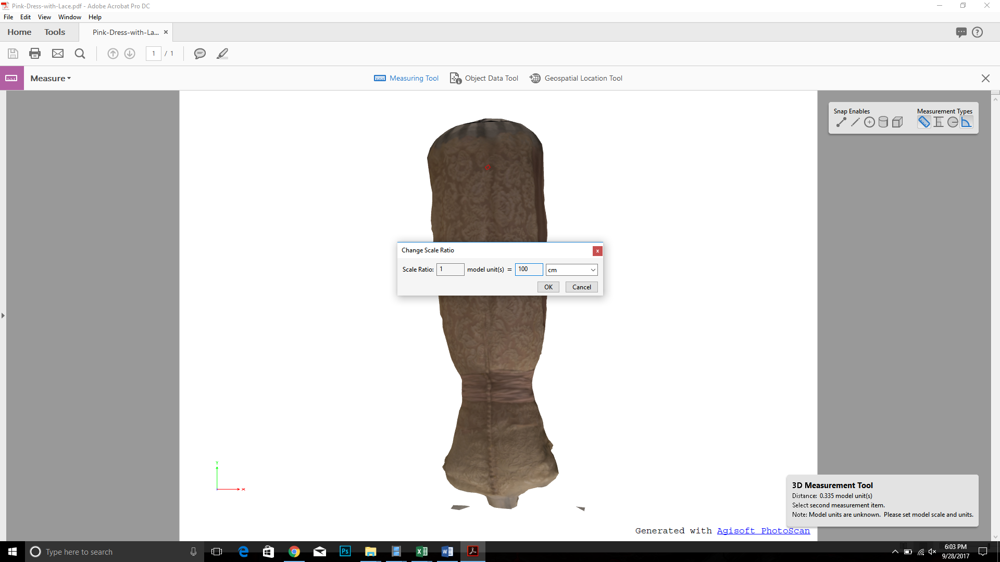 Pink-Dress-with-Lace.pdf - Adobe Acrobat Pro DC
File Edit View Window Help
Home Tools Pink-Dress-with-La... ×
1 / 1
Measure Measuring Tool Object Data Tool Geospatial Location Tool
Snap Enables Measurement Types
Change Scale Ratio
Scale Ratio: 1 model unit(s) = 100 cm
OK Cancel
Y
X
3D Measurement Tool
Distance: 0.335 model unit(s)
Select second measurement item.
Note: Model units are unknown. Please set model scale and units.
Generated with Agisoft PhotoScan
Type here to search
Ps
6:03 PM
9/28/2017